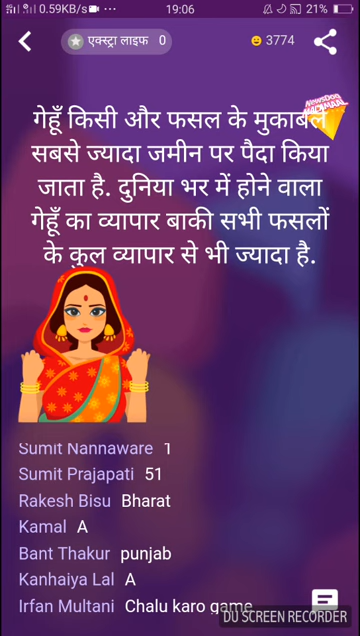 0.59KB/s 19:06 21%
एक्स्ट्रा लाइफ 0 3774
NewsDog
गेहूँ किसी और फसल के मुकाबले
सबसे ज्यादा जमीन पर पैदा किया
जाता है. दुनिया भर में होने वाला
गेहूँ का व्यापार बाकी सभी फसलों
के कुल व्यापार से भी ज्यादा है.
Sumit Nannaware 1
Sumit Prajapati 51
Rakesh Bisu Bharat
Kamal A
Bant Thakur punjab
Kanhaiya Lal A
Irfan Multani Chalu karo game
DU SCREEN RECORDER